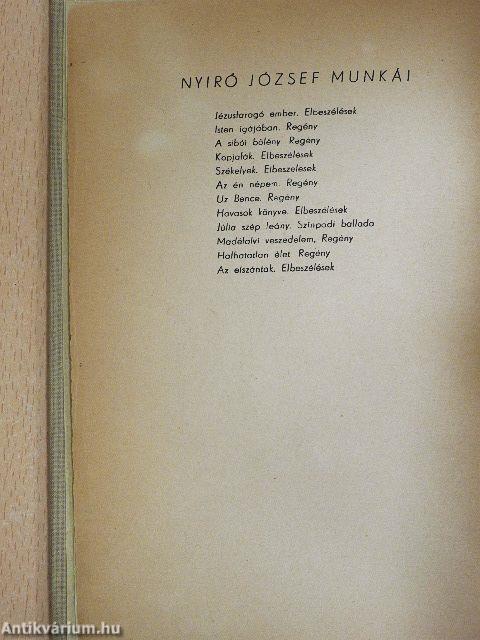 NYIRŐ JÓZSEF MUNKÁI
Jézusfaragó ember. Elbeszélések
Isten igájában. Regény
A sibói bölény Regény
Kopjafák. Elbeszélések
Székelyek. Elbeszélések
Az én népem. Regény
Uz Bence. Regény
Havasok könyve. Elbeszélések
Júlia szép leány. Színpadi ballada
Madéfalvi veszedelem, Regény
Halhatatlan élet Regény
Az elszántak. Elbeszélések
Antikvárium.hu